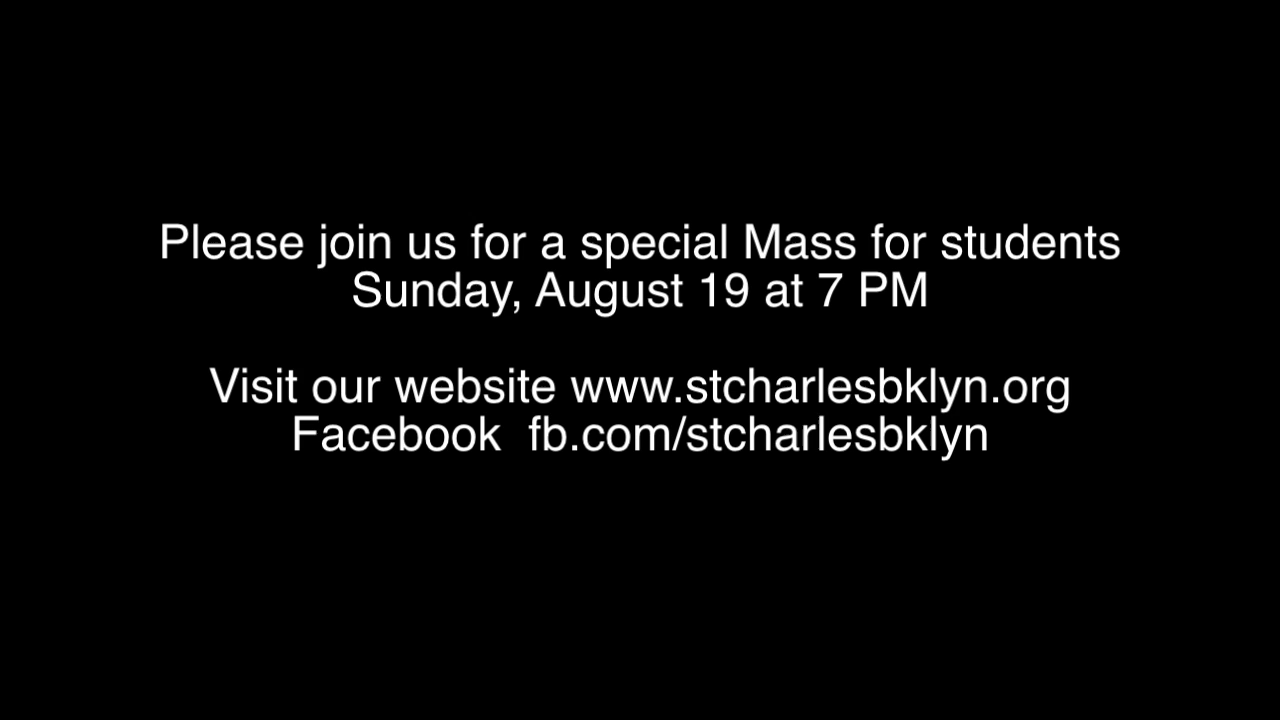 Please join us for a special Mass for students
Sunday, August 19 at 7 PM
Visit our website www.stcharlesbklyn.org
Facebook  fb.com/stcharlesbklyn